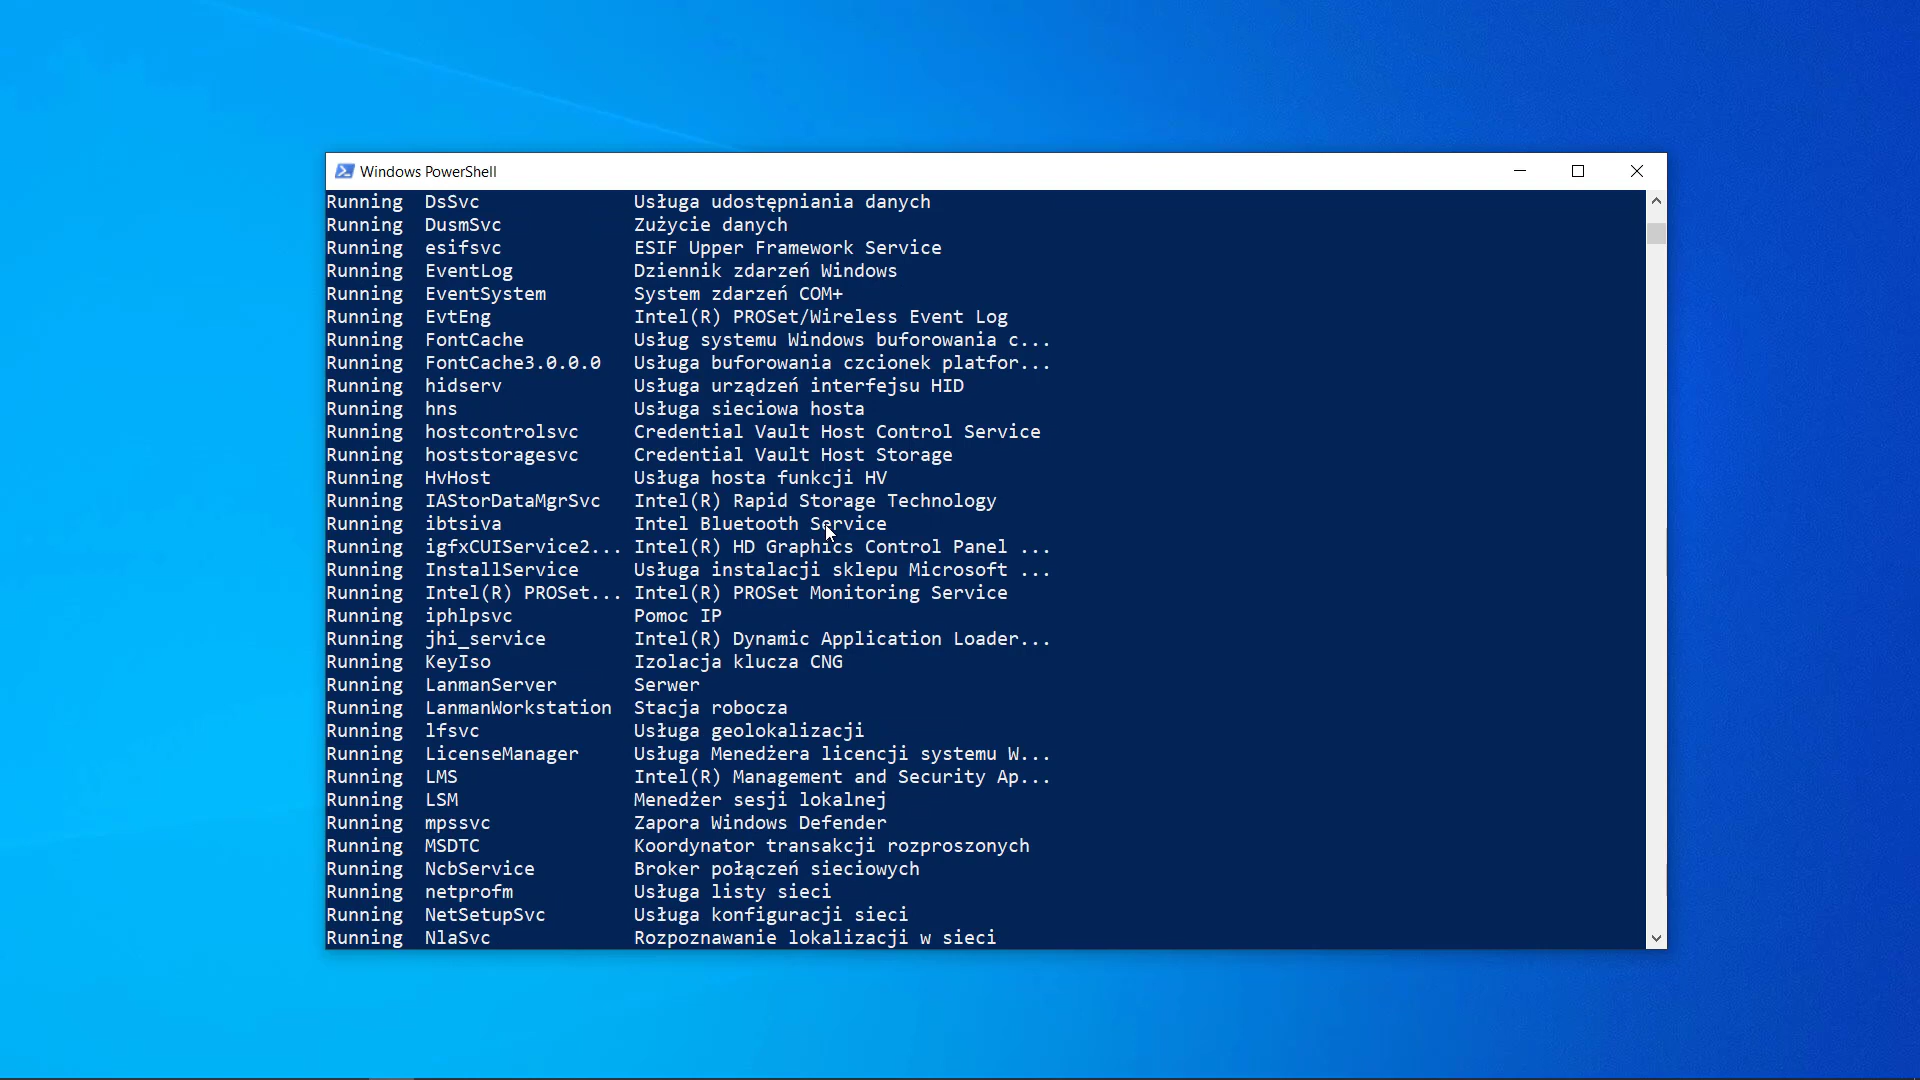 Windows PowerShell
Running  DsSvc              Usługa udostępniania danych
Running  DusmSvc            Zużycie danych
Running  esifsvc            ESIF Upper Framework Service
Running  EventLog           Dziennik zdarzeń Windows
Running  EventSystem        System zdarzeń COM+
Running  EvtEng             Intel(R) PROSet/Wireless Event Log
Running  FontCache          Usług systemu Windows buforowania c...
Running  FontCache3.0.0.0   Usługa buforowania czcionek platfor...
Running  hidserv            Usługa urządzeń interfejsu HID
Running  hns                Usługa sieciowa hosta
Running  hostcontrolsvc     Credential Vault Host Control Service
Running  hoststoragesvc     Credential Vault Host Storage
Running  HvHost             Usługa hosta funkcji HV
Running  IAStorDataMgrSvc   Intel(R) Rapid Storage Technology
Running  ibtsiva            Intel Bluetooth Service
Running  igfxCUIService2... Intel(R) HD Graphics Control Panel ...
Running  InstallService     Usługa instalacji sklepu Microsoft ...
Running  Intel(R) PROSet... Intel(R) PROSet Monitoring Service
Running  iphlpsvc           Pomoc IP
Running  jhi_service        Intel(R) Dynamic Application Loader...
Running  KeyIso             Izolacja klucza CNG
Running  LanmanServer       Serwer
Running  LanmanWorkstation  Stacja robocza
Running  lfsvc              Usługa geolokalizacji
Running  LicenseManager     Usługa Menedżera licencji systemu W...
Running  LMS                Intel(R) Management and Security Ap...
Running  LSM                Menedżer sesji lokalnej
Running  mpssvc             Zapora Windows Defender
Running  MSDTC              Koordynator transakcji rozproszonych
Running  NcbService         Broker połączeń sieciowych
Running  netprofm           Usługa listy sieci
Running  NetSetupSvc        Usługa konfiguracji sieci
Running  NlaSvc             Rozpoznawanie lokalizacji w sieci